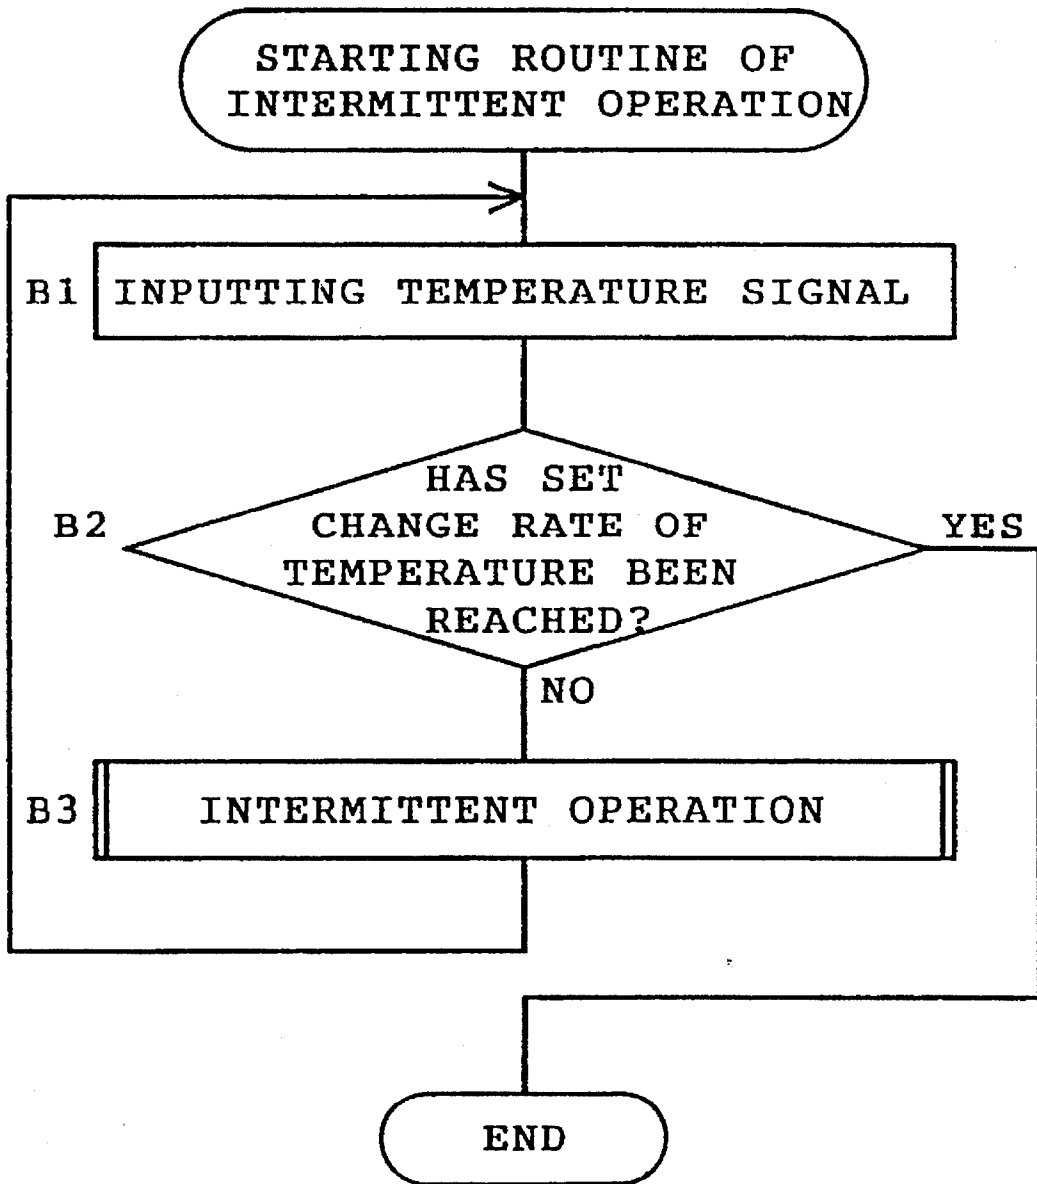 STARTING ROUTINE OF
INTERMITTENT OPERATION
B1
INPUTTING TEMPERATURE SIGNAL
B2
HAS SET
CHANGE RATE OF
TEMPERATURE BEEN
REACHED?
YES
NO
B3
INTERMITTENT OPERATION
END